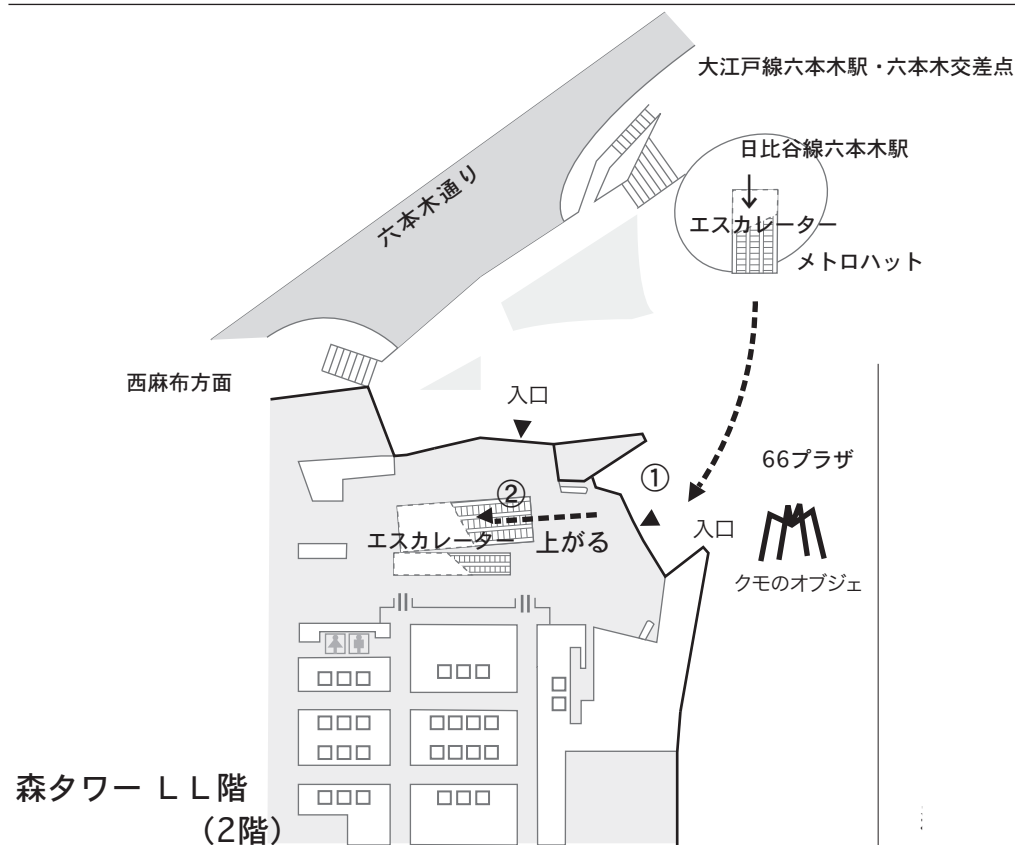 大江戸線六本木駅・六本木交差点
日比谷線六本木駅
六本木通り
エスカレーター
メトロハット
西麻布方面
入口
66プラザ
①
②
入口
エスカレーター
上がる
クモのオブジェ
森タワー ＬＬ階
（2階）